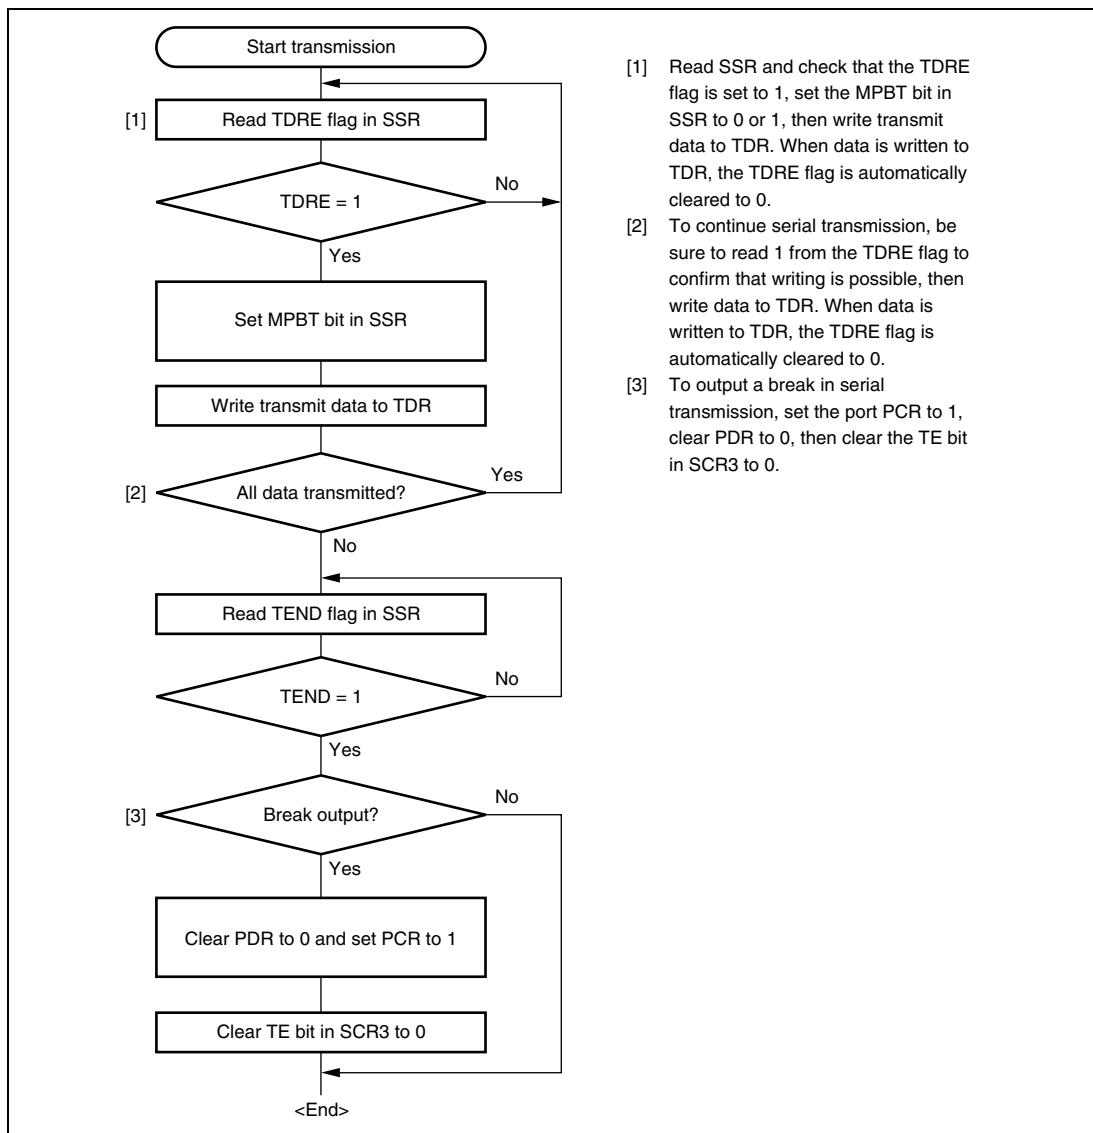 Start transmission
[1] Read TDRE flag in SSR
TDRE = 1
No
Yes
Set MPBT bit in SSR
Write transmit data to TDR
[2] All data transmitted?
Yes
No
Read TEND flag in SSR
TEND = 1
No
Yes
[3] Break output?
No
Yes
Clear PDR to 0 and set PCR to 1
Clear TE bit in SCR3 to 0
<End>
[1] Read SSR and check that the TDRE
flag is set to 1, set the MPBT bit in
SSR to 0 or 1, then write transmit
data to TDR. When data is written to
TDR, the TDRE flag is automatically
cleared to 0.
[2] To continue serial transmission, be
sure to read 1 from the TDRE flag to
confirm that writing is possible, then
write data to TDR. When data is
written to TDR, the TDRE flag is
automatically cleared to 0.
[3] To output a break in serial
transmission, set the port PCR to 1,
clear PDR to 0, then clear the TE bit
in SCR3 to 0.